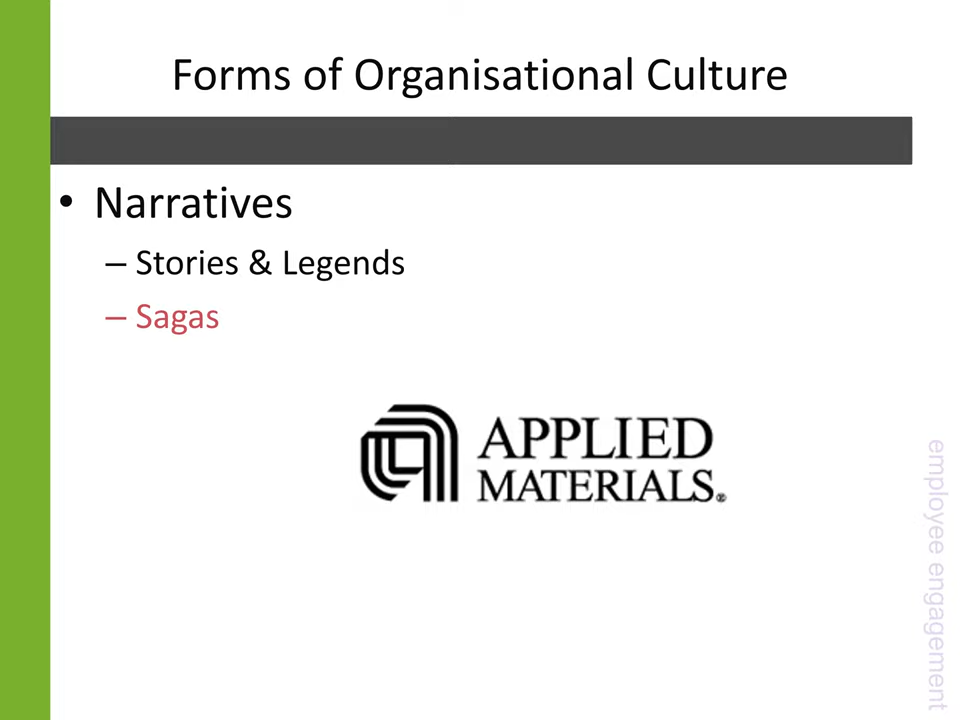 Forms of Organisational Culture
• Narratives
– Stories & Legends
– Sagas
APPLIED
MATERIALS®
employee engagement